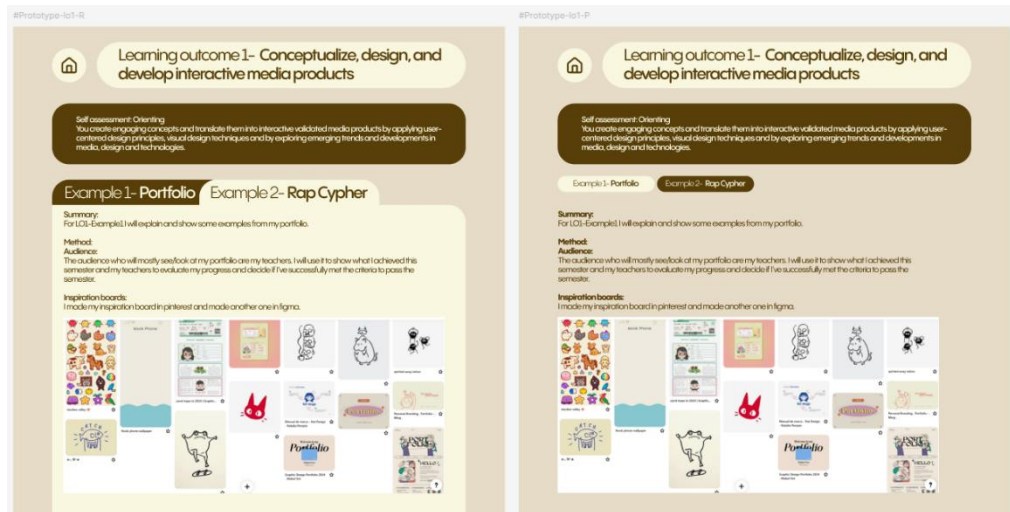 #Prototype-lo1-R
Learning outcome 1- Conceptualize, design, and
develop interactive media products
Self assessment: Orienting
You create engaging concepts and translate them into interactive validated media products by applying user-
centered design principles, visual design techniques and by exploring emerging trends and developments in
media, design and technologies.
Example 1- Portfolio
Example 2- Rap Cypher
Summary:
For LO1-Example1 I will explain and show some examples from my portfolio.
Method:
Audience:
The audience who will mostly see/look at my portfolio are my teachers. I will use it to show what I achieved this
semester and my teachers to evaluate my progress and decide if I've successfully met the criteria to pass the
semester.
Inspiration boards:
I made my inspiration board in pinterest and made another one in figma.
Portfolio
#Prototype-lo1-P
Learning outcome 1- Conceptualize, design, and
develop interactive media products
Self assessment: Orienting
You create engaging concepts and translate them into interactive validated media products by applying user-
centered design principles, visual design techniques and by exploring emerging trends and developments in
media, design and technologies.
Example 1- Portfolio
Example 2- Rap Cypher
Summary:
For LO1-Example1 I will explain and show some examples from my portfolio.
Method:
Audience:
The audience who will mostly see/look at my portfolio are my teachers. I will use it to show what I achieved this
semester and my teachers to evaluate my progress and decide if I've successfully met the criteria to pass the
semester.
Inspiration boards:
I made my inspiration board in pinterest and made another one in figma.
Portfolio